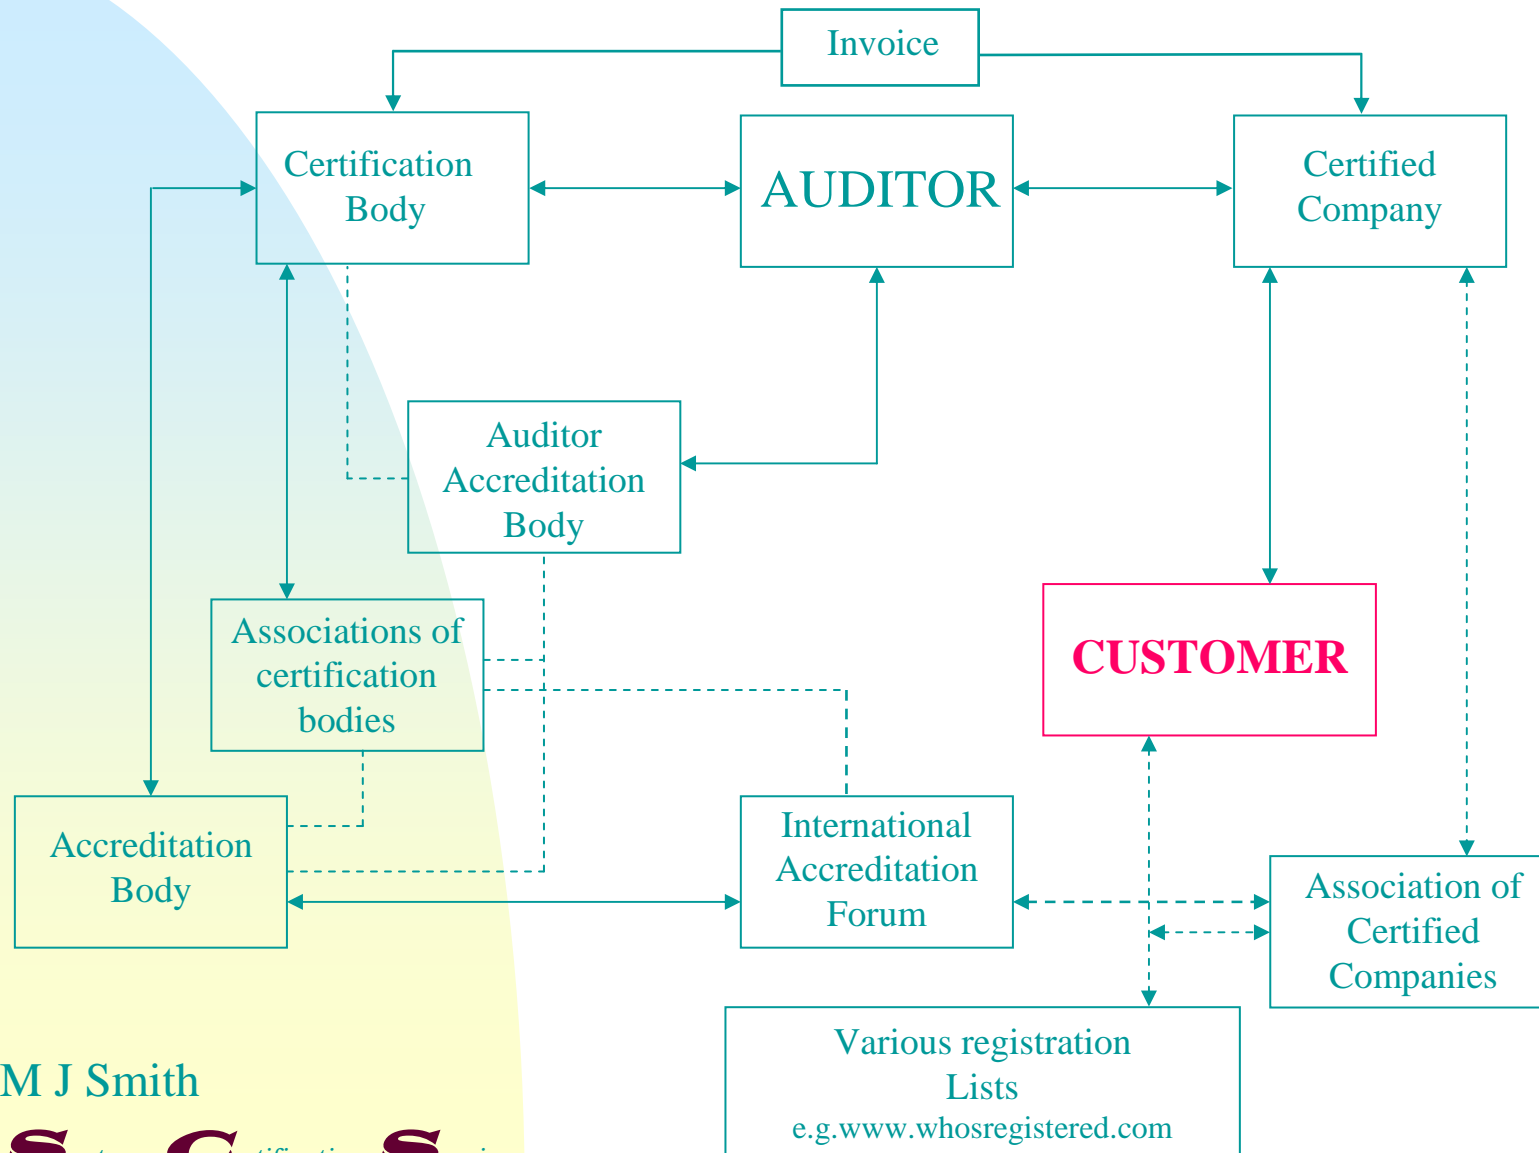 Invoice
Certification
Body
AUDITOR
Certified
Company
Auditor
Accreditation
Body
Associations of
certification
bodies
CUSTOMER
Accreditation
Body
International
Accreditation
Forum
Association of
Certified
Companies
Various registration
Lists
e.g.www.whosregistered.com
M J Smith